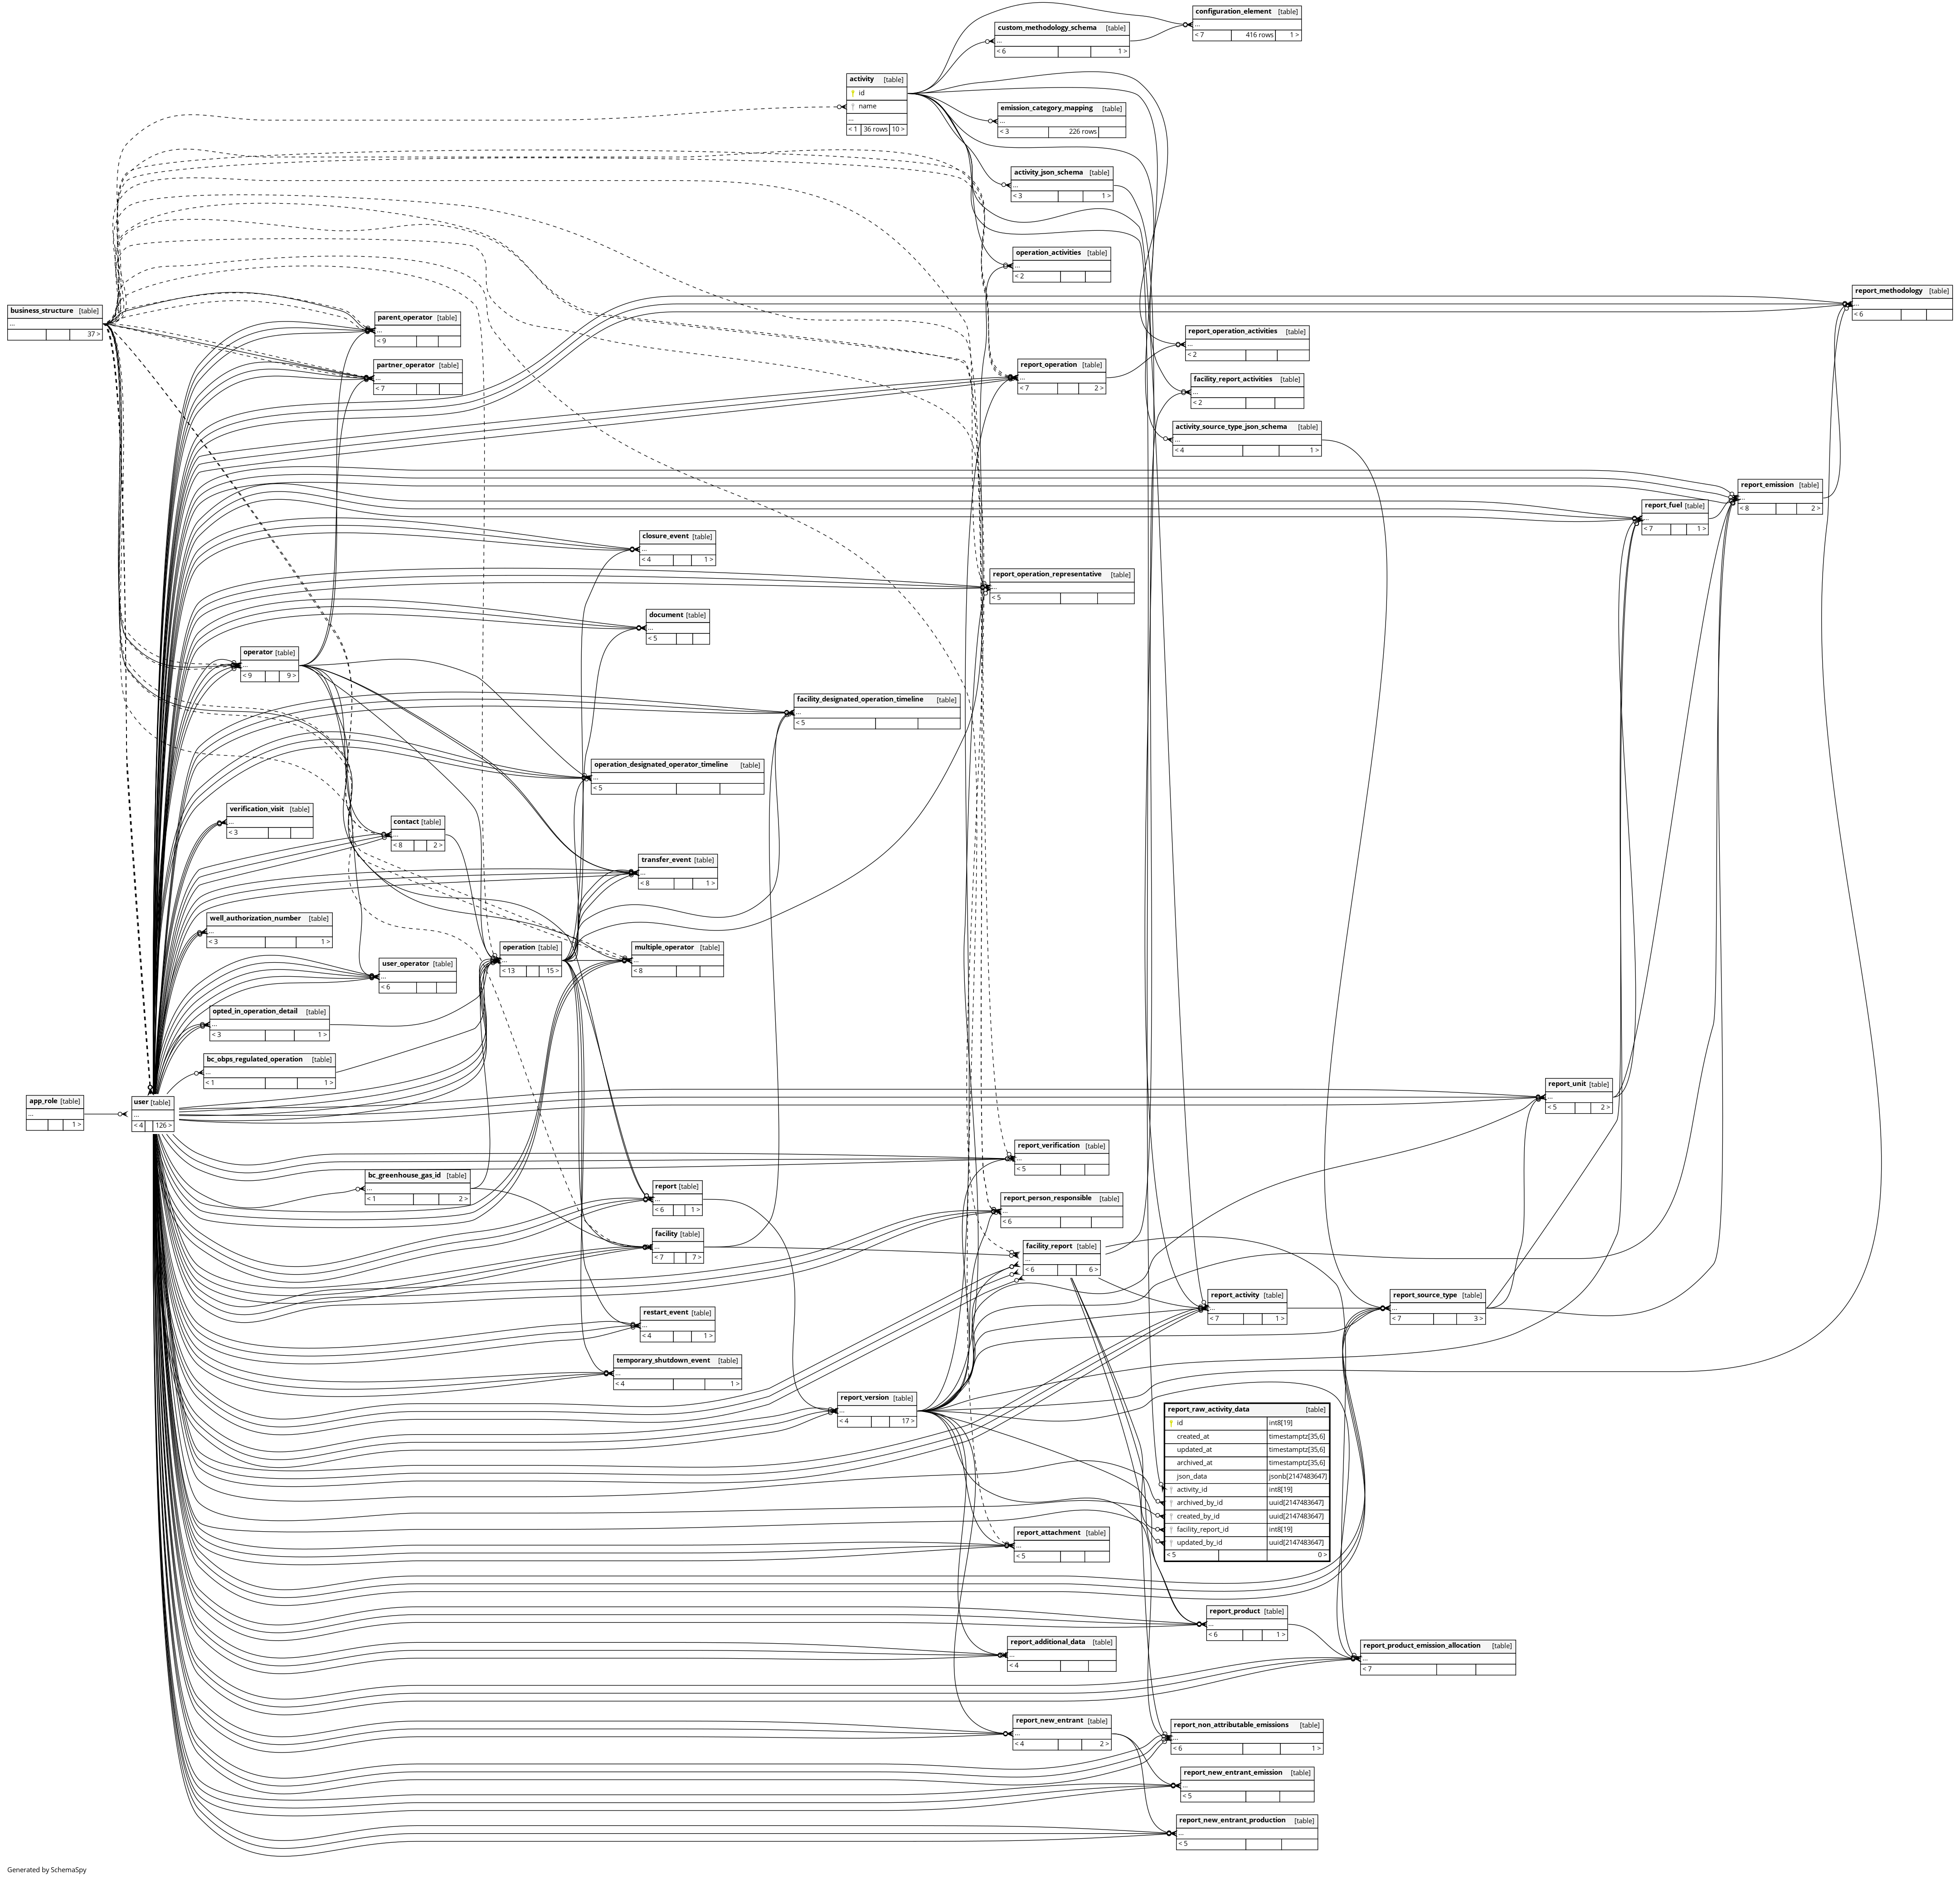 configuration_element [table]
...
< 7 416 rows 1 >
custom_methodology_schema [table]
...
< 6 1 >
activity [table]
id
name
...
< 1 36 rows 10 >
emission_category_mapping [table]
...
< 3 226 rows
activity_json_schema [table]
...
< 3 1 >
operation_activities [table]
...
< 2
report_methodology [table]
...
< 6
business_structure [table]
...
37 >
parent_operator [table]
...
< 9
report_operation_activities [table]
...
< 2
partner_operator [table]
...
< 7
report_operation [table]
...
< 7 2 >
facility_report_activities [table]
...
< 2
activity_source_type_json_schema [table]
...
< 4 1 >
report_emission [table]
...
< 8 2 >
report_fuel [table]
...
< 7 1 >
closure_event [table]
...
< 4 1 >
report_operation_representative [table]
...
< 5
document [table]
...
< 5
operator [table]
...
< 9 9 >
facility_designated_operation_timeline [table]
...
< 5
operation_designated_operator_timeline [table]
...
< 5
verification_visit [table]
...
< 3
contact [table]
...
< 8 2 >
transfer_event [table]
...
< 8 1 >
well_authorization_number [table]
...
< 3 1 >
operation [table]
...
< 13 15 >
multiple_operator [table]
...
< 8
user_operator [table]
...
< 6
opted_in_operation_detail [table]
...
< 3 1 >
bc_obps_regulated_operation [table]
...
< 1 1 >
report_unit [table]
...
< 5 2 >
app_role [table]
...
1 >
user [table]
...
< 4 126 >
report_verification [table]
...
< 5
bc_greenhouse_gas_id [table]
...
< 1 2 >
report [table]
...
< 6 1 >
report_person_responsible [table]
...
< 6
facility [table]
...
< 7 7 >
facility_report [table]
...
< 6 6 >
report_activity [table]
...
< 7 1 >
report_source_type [table]
...
< 7 3 >
restart_event [table]
...
< 4 1 >
temporary_shutdown_event [table]
...
< 4 1 >
report_version [table]
...
< 4 17 >
report_raw_activity_data [table]
id int8[19]
created_at timestamptz[35,6]
updated_at timestamptz[35,6]
archived_at timestamptz[35,6]
json_data jsonb[2147483647]
activity_id int8[19]
archived_by_id uuid[2147483647]
created_by_id uuid[2147483647]
facility_report_id int8[19]
updated_by_id uuid[2147483647]
< 5 0 >
report_attachment [table]
...
< 5
report_product [table]
...
< 6 1 >
report_additional_data [table]
...
< 4
report_product_emission_allocation [table]
...
< 7
report_new_entrant [table]
...
< 4 2 >
report_non_attributable_emissions [table]
...
< 6 1 >
report_new_entrant_emission [table]
...
< 5
report_new_entrant_production [table]
...
< 5
Generated by SchemaSpy